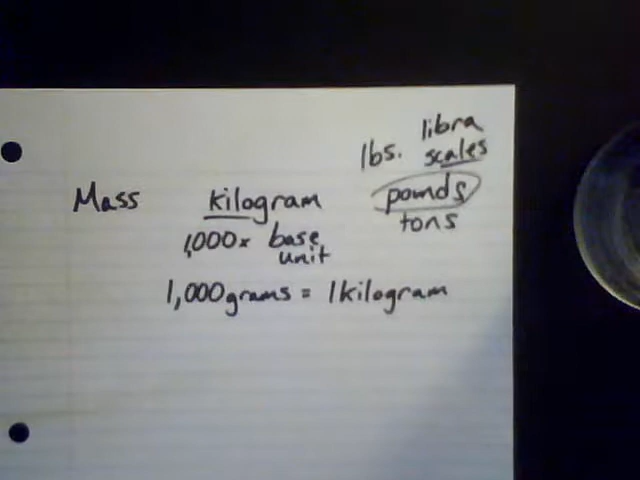 libra
lbs. scales
Mass kilogram pounds
tons
1,000x base
unit
1,000grams = 1kilogram